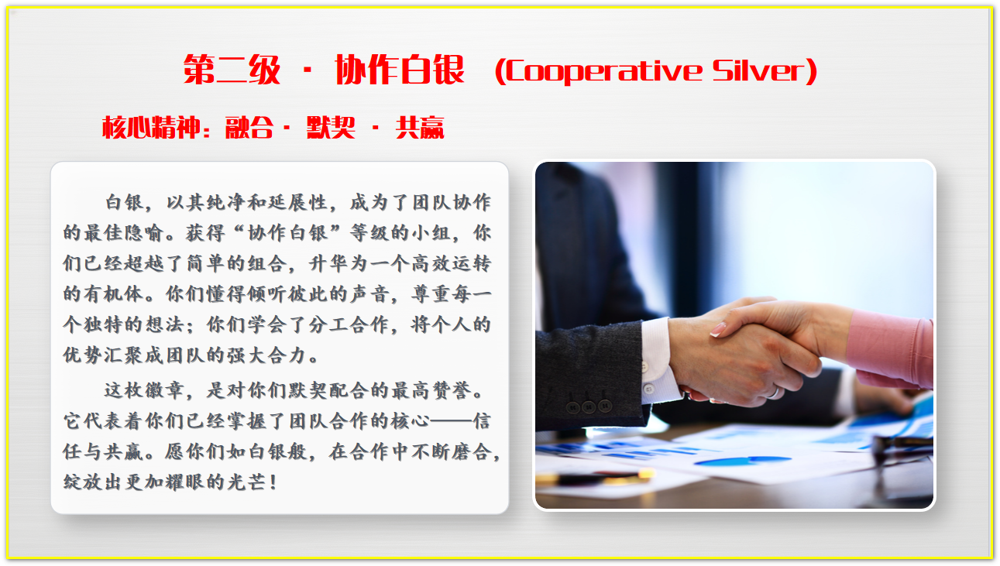 第二级 · 协作白银 (Cooperative Silver)
核心精神：融合· 默契 · 共赢
白银，以其纯净和延展性，成为了团队协作
的最佳隐喻。获得“协作白银”等级的小组，你
们已经超越了简单的组合，升华为一个高效运转
的有机体。你们懂得倾听彼此的声音，尊重每一
个独特的想法；你们学会了分工合作，将个人的
优势汇聚成团队的强大合力。
这枚徽章，是对你们默契配合的最高赞誉。
它代表着你们已经掌握了团队合作的核心——信
任与共赢。愿你们如白银般，在合作中不断磨合，
绽放出更加耀眼的光芒！